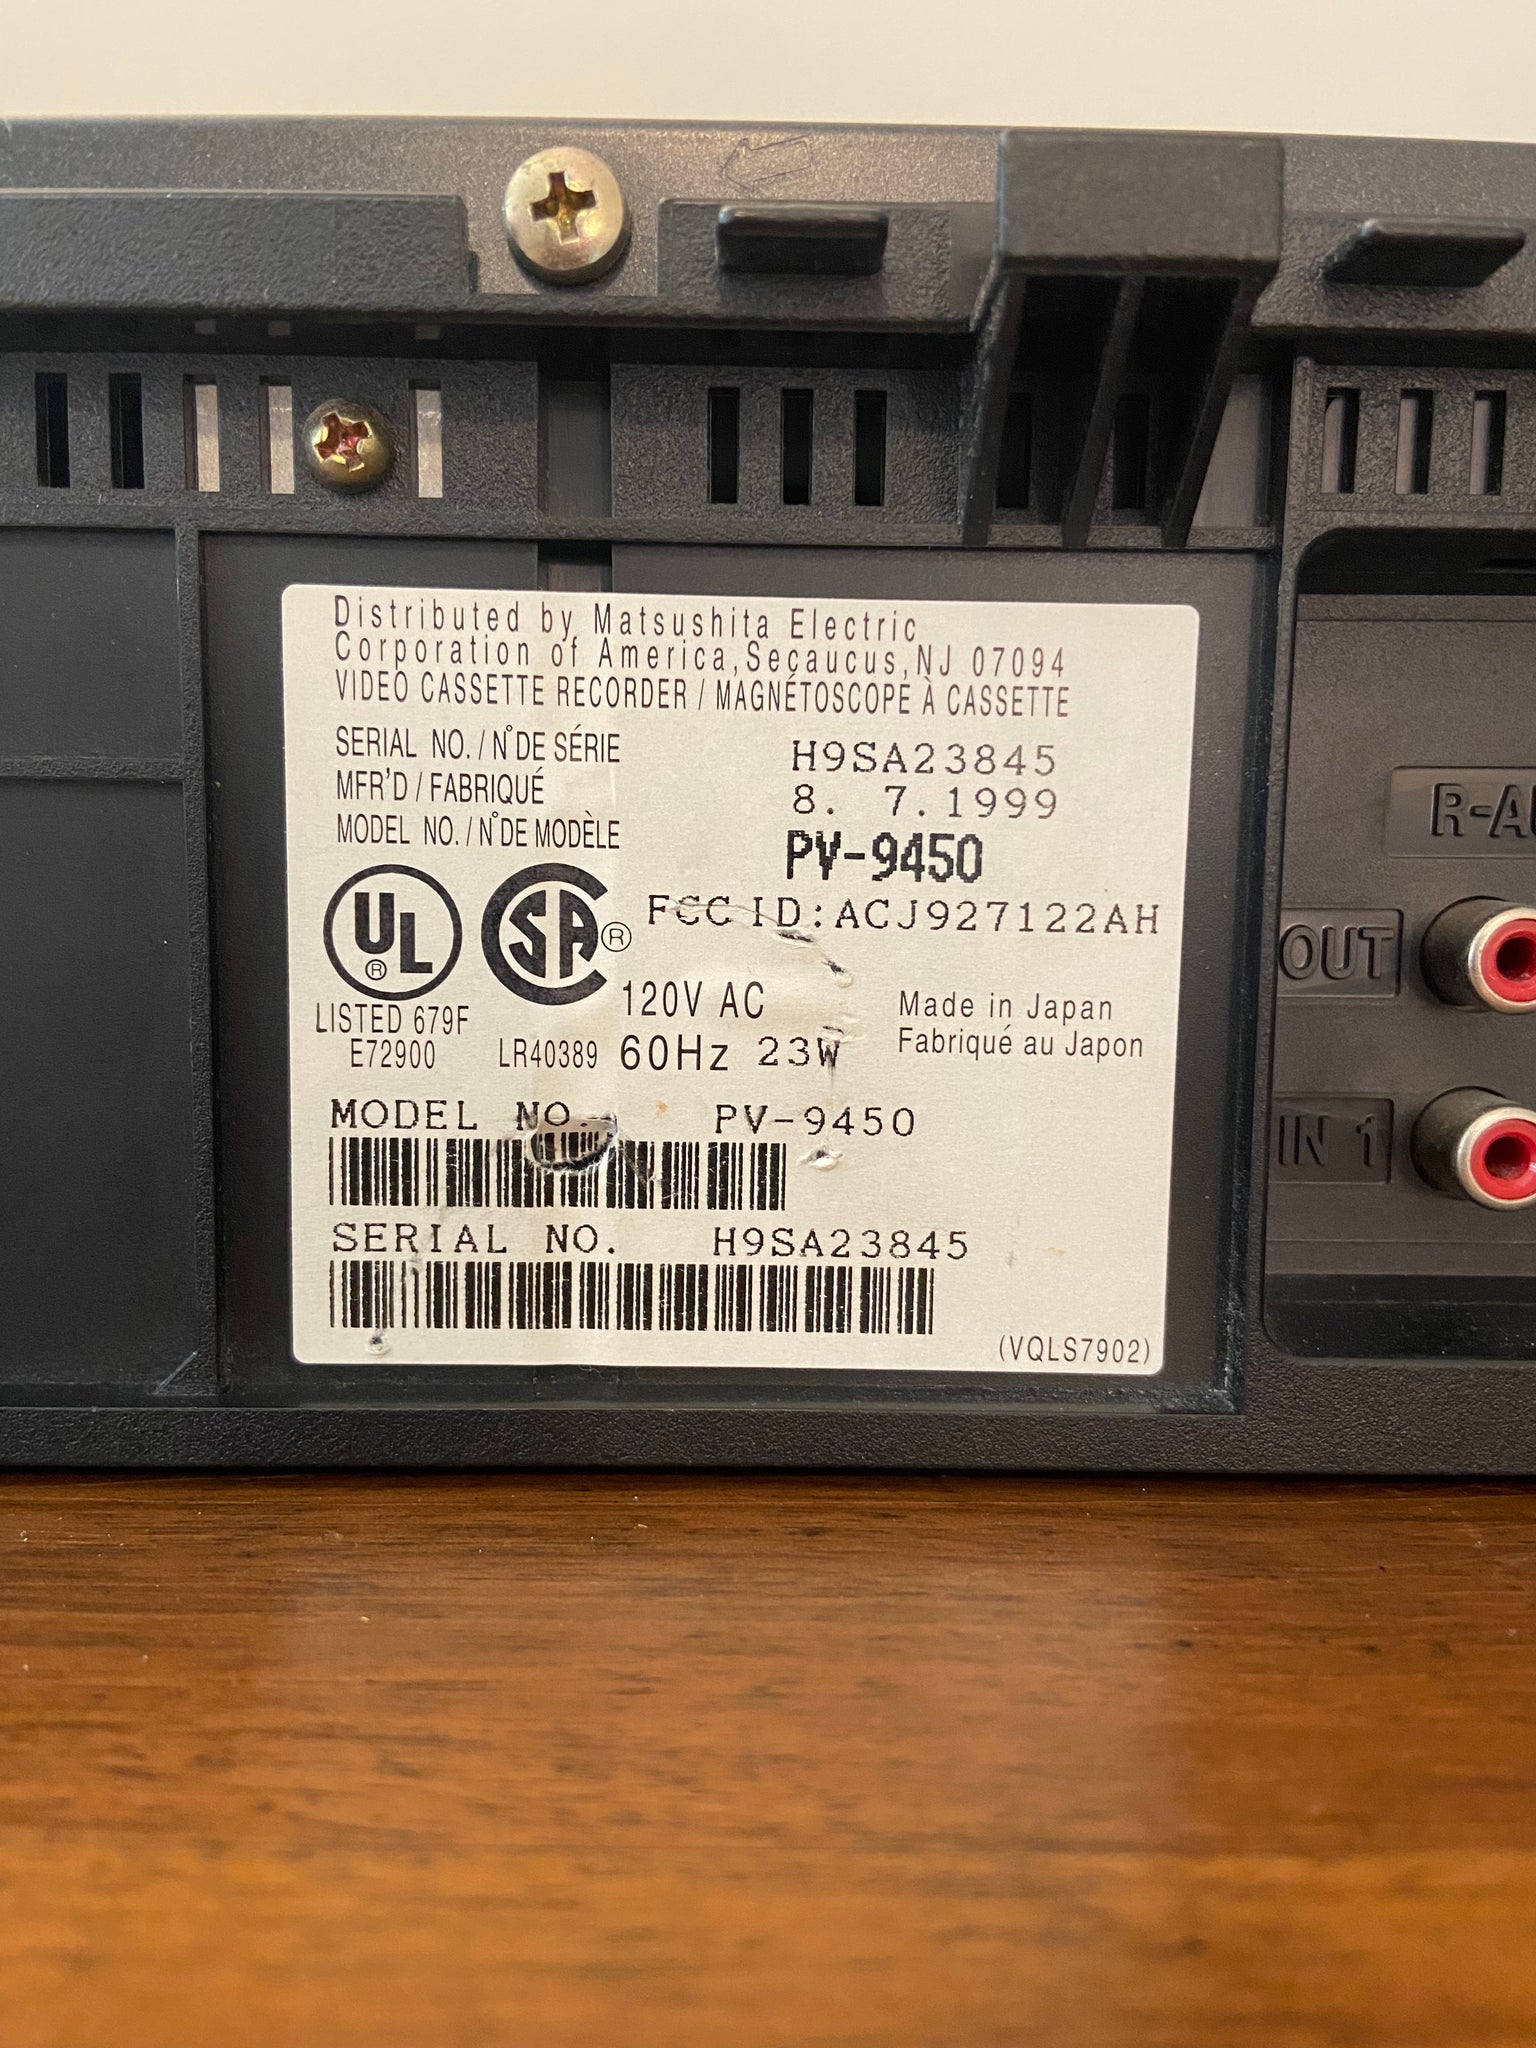 Distributed by Matsushita Electric
Corporation of America, Secaucus, NJ 07094
VIDEO CASSETTE RECORDER / MAGNÉTOSCOPE À CASSETTE
SERIAL NO. / N° DE SÉRIE H9SA23845
MFR'D / FABRIQUÉ 8. 7.1999
MODEL NO. / N° DE MODÈLE PV-9450
FCC ID: ACJ927122AH
UL ® SA ®
LISTED 679F
E72900
LR40389
120V AC
60Hz 23W
Made in Japan
Fabriqué au Japon
MODEL NO. PV-9450
SERIAL NO. H9SA23845
(VQLS7902)
OUT
IN 1